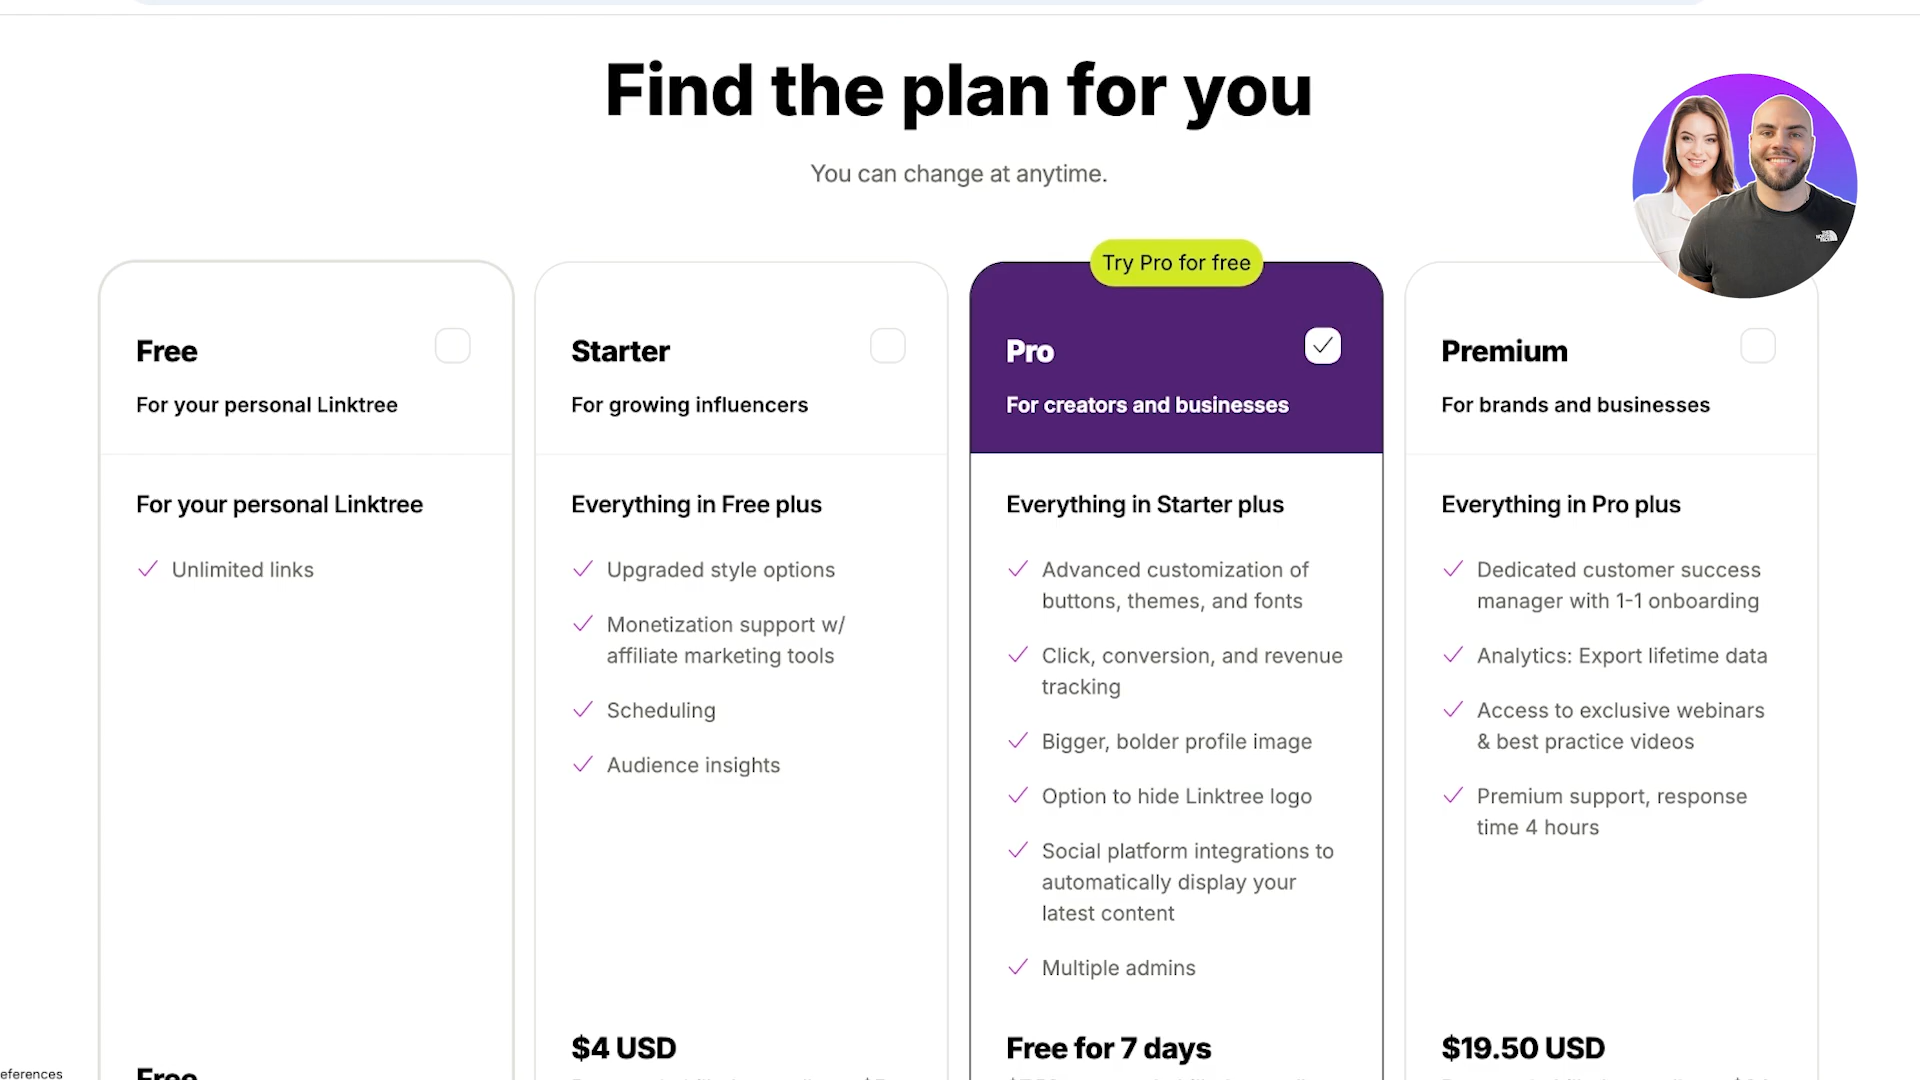 Find the plan for you
You can change at anytime.
Try Pro for free
Free
For your personal Linktree
For your personal Linktree
Unlimited links
Free
Starter
For growing influencers
Everything in Free plus
Upgraded style options
Monetization support w/
affiliate marketing tools
Scheduling
Audience insights
$4 USD
Pro
For creators and businesses
Everything in Starter plus
Advanced customization of
buttons, themes, and fonts
Click, conversion, and revenue
tracking
Bigger, bolder profile image
Option to hide Linktree logo
Social platform integrations to
automatically display your
latest content
Multiple admins
Free for 7 days
Premium
For brands and businesses
Everything in Pro plus
Dedicated customer success
manager with 1-1 onboarding
Analytics: Export lifetime data
Access to exclusive webinars
& best practice videos
Premium support, response
time 4 hours
$19.50 USD
THE NORTH FACE
eferences